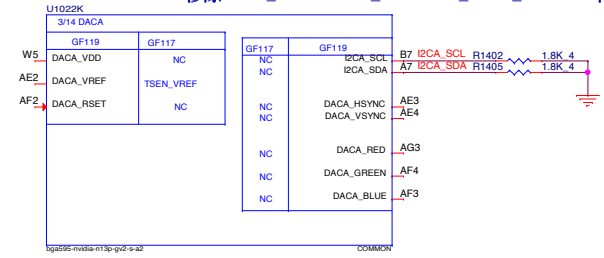 U1022K
3/14 DACA
GF119 GF117
GF117 GF119
W5 DACA_VDD NC
AE2 DACA_VREF TSEN_VREF
AF2 DACA_RSET NC
NC I2CA_SCL B7 I2CA_SCL R1402 1.8K_4
NC I2CA_SDA A7 I2CA_SDA R1405 1.8K_4
NC DACA_HSYNC AE3
NC DACA_VSYNC AE4
NC DACA_RED AG3
NC DACA_GREEN AF4
NC DACA_BLUE AF3
bga595-nvidia-n13p-gv2-s-a2 COMMON